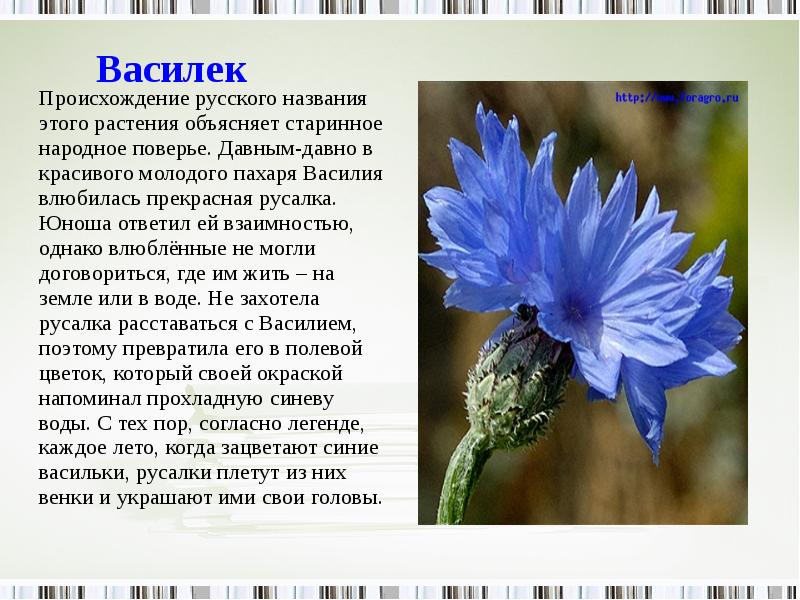 Василек
Происхождение русского названия
этого растения объясняет старинное
народное поверье. Давным-давно в
красивого молодого пахаря Василия
влюбилась прекрасная русалка.
Юноша ответил ей взаимностью,
однако влюблённые не могли
договориться, где им жить – на
земле или в воде. Не захотела
русалка расставаться с Василием,
поэтому превратила его в полевой
цветок, который своей окраской
напоминал прохладную синеву
воды. С тех пор, согласно легенде,
каждое лето, когда зацветают синие
васильки, русалки плетут из них
венки и украшают ими свои головы.
http://www.foragro.ru